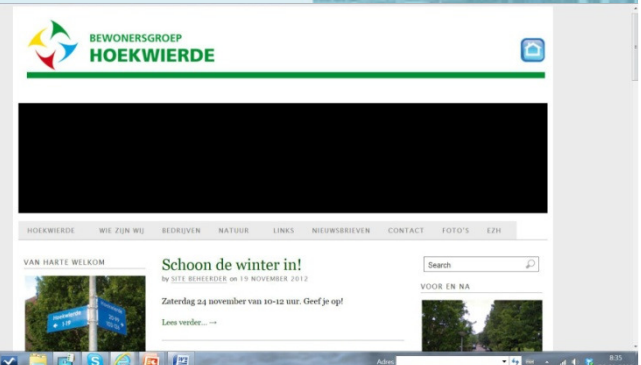 BEWONERSGROEP
HOEKWIERDE
HOEKWIERDE WIE ZIJN WIJ BEDRIJVEN NATUUR LINKS NIEUWSBRIEVEN CONTACT FOTO'S EZH
VAN HARTE WELKOM
Hoekwierde
Schoon de winter in!
by SITE BEHEERDER on 19 NOVEMBER 2012
Zaterdag 24 november van 10-12 uur. Geef je op!
Lees verder... →
Search
VOOR EN NA
Adres
8:35